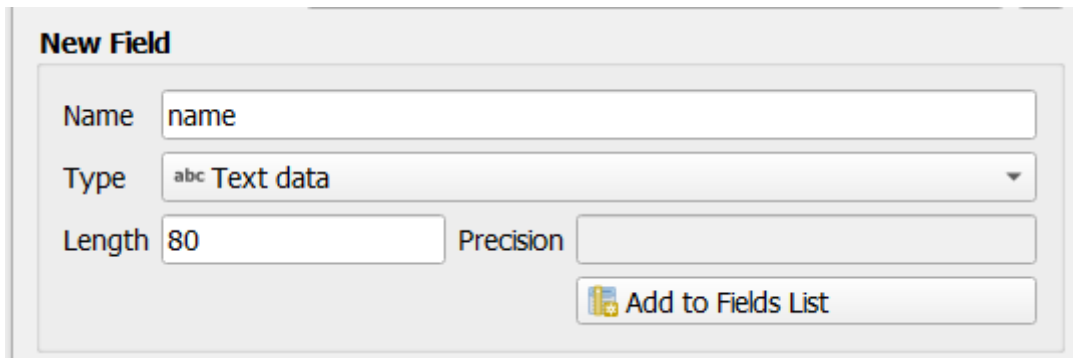 New Field
Name name
Type abc Text data
Length 80 Precision
Add to Fields List